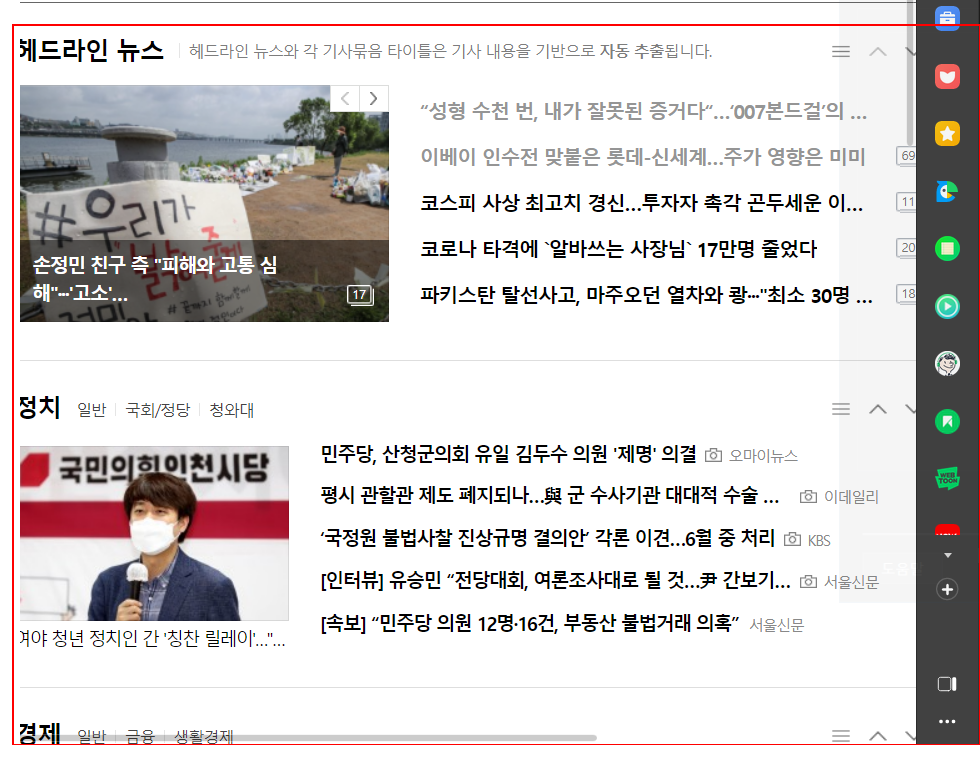 헤드라인 뉴스 헤드라인 뉴스와 각 기사묶음 타이틀은 기사 내용을 기반으로 자동 추출됩니다.
#우리가
손정민 친구 측 "피해와 고통 심
해"…'고소'...
17
“성형 수천 번, 내가 잘못된 증거다“…‘007본드걸’의 ...
이베이 인수전 맞붙은 롯데-신세계…주가 영향은 미미 69
코스피 사상 최고치 경신…투자자 촉각 곤두세운 이... 11
코로나 타격에 `알바쓰는 사장님` 17만명 줄었다 20
파키스탄 탈선사고, 마주오던 열차와 쾅…"최소 30명 ... 18
정치 일반 국회/정당 청와대
국민의힘인천시당
여야 청년 정치인 간 '칭찬 릴레이'…"...
민주당, 산청군의회 유일 김두수 의원 '제명' 의결 오마이뉴스
평시 관할관 제도 폐지되나…與 군 수사기관 대대적 수술 ... 이데일리
‘국정원 불법사찰 진상규명 결의안’ 각론 이견…6월 중 처리 KBS
[인터뷰] 유승민 “전당대회, 여론조사대로 될 것…尹 간보기... 서울신문
[속보] “민주당 의원 12명·16건, 부동산 불법거래 의혹” 서울신문
경제 일반 금융 생활경제
WEB
TOON